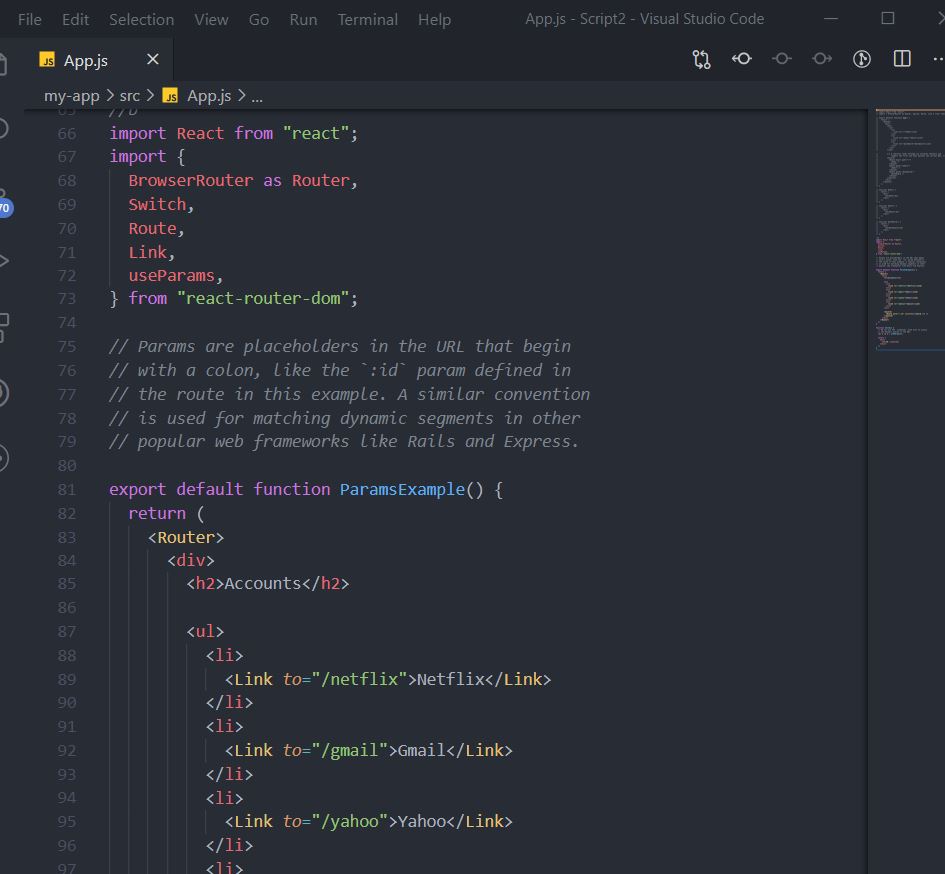 File Edit Selection View Go Run Terminal Help App.js - Script2 - Visual Studio Code
JS App.js
my-app > src > JS App.js > ...
70
65 //b
66 import React from "react";
67 import {
68 BrowserRouter as Router,
69 Switch,
70 Route,
71 Link,
72 useParams,
73 } from "react-router-dom";
74
75 // Params are placeholders in the URL that begin
76 // with a colon, like the `:id` param defined in
77 // the route in this example. A similar convention
78 // is used for matching dynamic segments in other
79 // popular web frameworks like Rails and Express.
80
81 export default function ParamsExample() {
82 return (
83 <Router>
84 <div>
85 <h2>Accounts</h2>
86
87 <ul>
88 <li>
89 <Link to="/netflix">Netflix</Link>
90 </li>
91 <li>
92 <Link to="/gmail">Gmail</Link>
93 </li>
94 <li>
95 <Link to="/yahoo">Yahoo</Link>
96 </li>
97 <li>